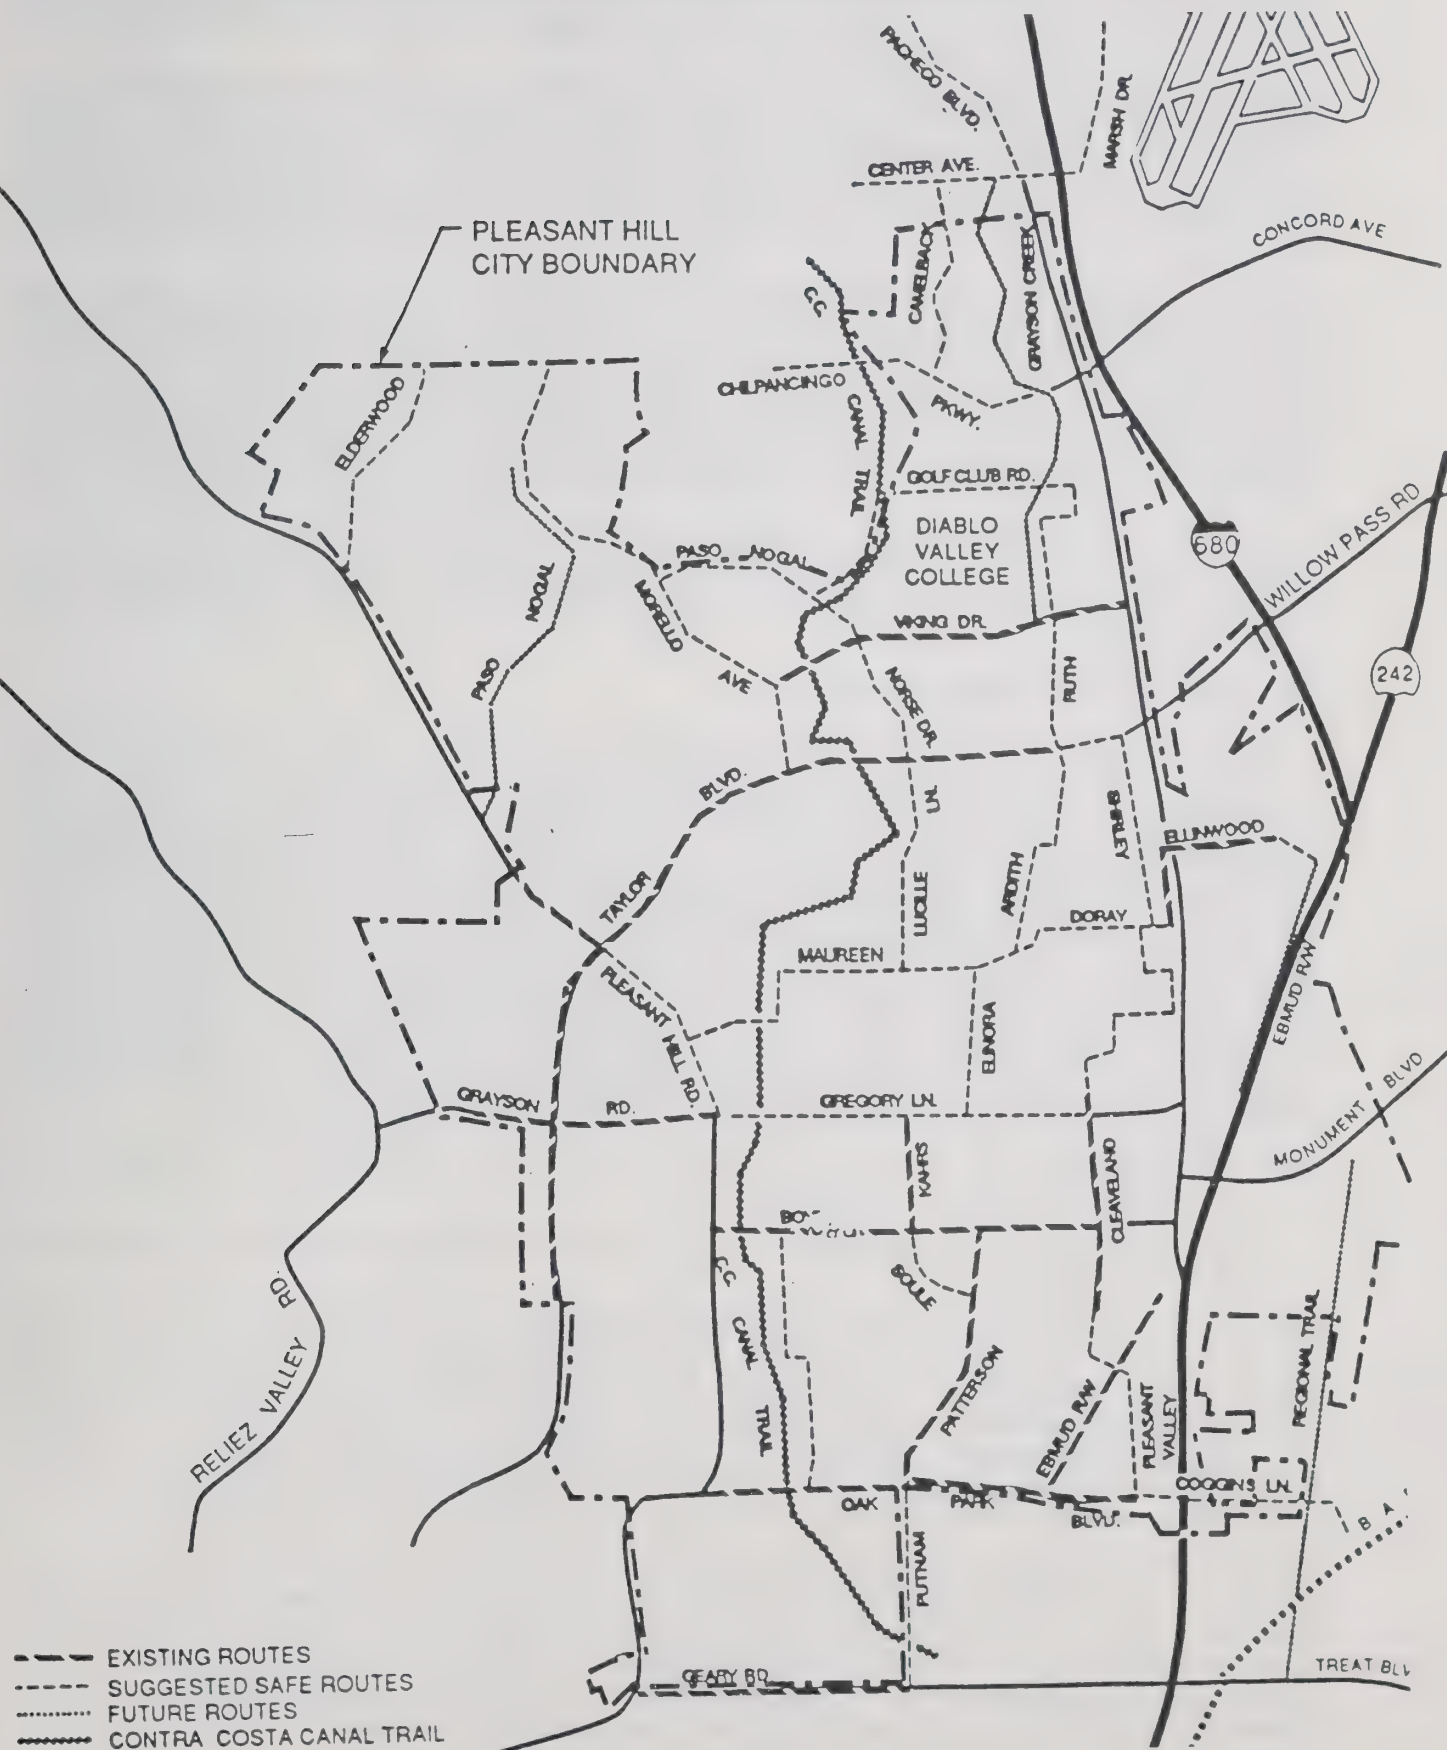 PACHECO BLVD.
MARSH DR.
CENTER AVE.
PLEASANT HILL
CITY BOUNDARY
CONCORD AVE
CAMELBACK
GRAYSON CREEK
C.C.
CHILPANCINGO
PKWY.
ELDERWOOD
CANAL TRAIL
GOLF CLUB RD.
DIABLO
VALLEY
COLLEGE
680
WILLOW PASS RD
PASO NOGAL
NOGAL
PASO
MORELLO
AVE
VIKING DR.
RUTH
NORSE DR.
242
BLVD.
TAYLOR
LN.
LUCILLE
ARDITH
SHIRLEY
ELLINWOOD
DORAY
MAUREEN
PLEASANT HILL RD.
ELINORA
EBMUD R/W
MONUMENT BLVD
GRAYSON RD.
GREGORY LN.
KAHRS
CLEAVELAND
BOULE
C.C.
CANAL
TRAIL
PATTERSON
EBMUD R/W
PLEASANT
VALLEY
REGIONAL TRAIL
RELIEZ VALLEY RD
COGGINS LN.
OAK PARK BLVD.
PUTNAM
GEARY RD.
TREAT
EXISTING ROUTES
SUGGESTED SAFE ROUTES
FUTURE ROUTES
CONTRA COSTA CANAL TRAIL